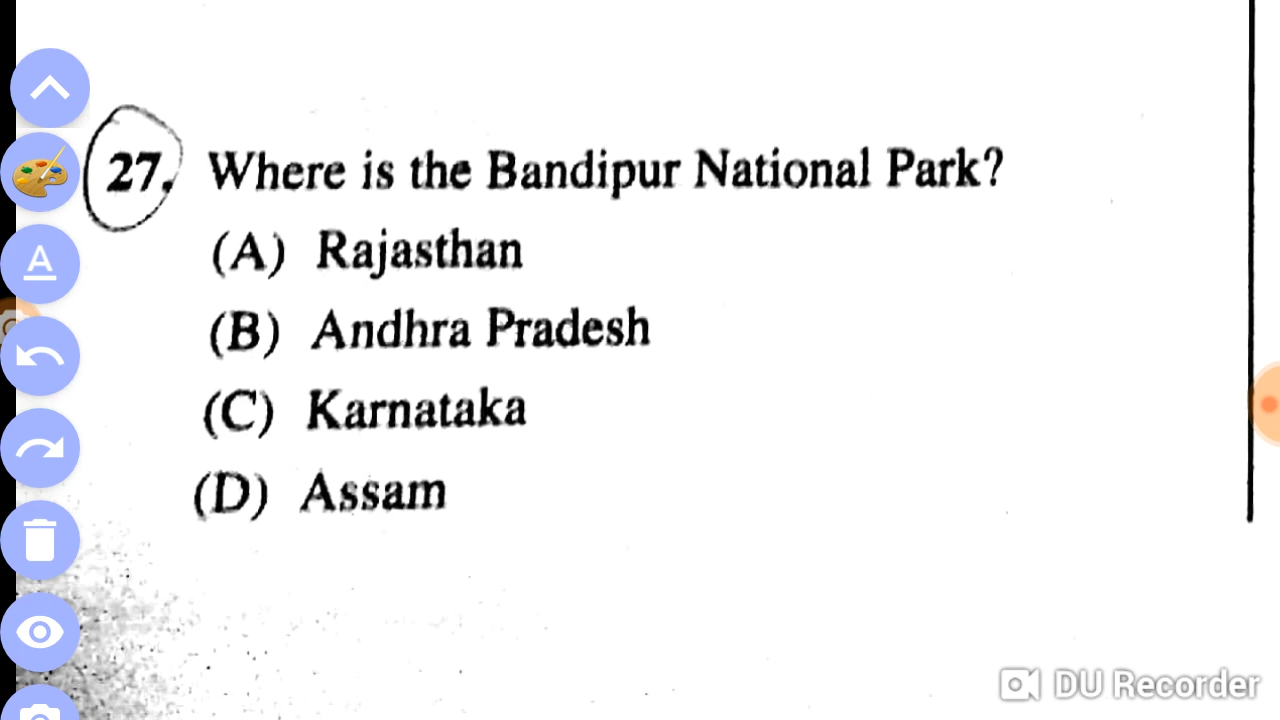 27. Where is the Bandipur National Park?
(A) Rajasthan
(B) Andhra Pradesh
(C) Karnataka
(D) Assam
A
DU Recorder